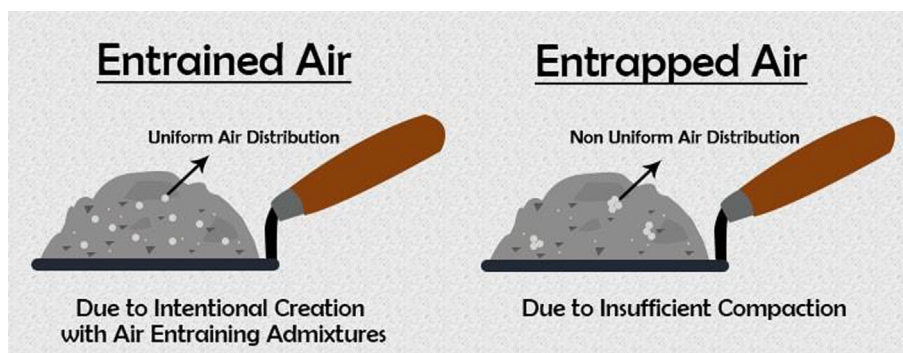 Entrained Air
Uniform Air Distribution
Due to Intentional Creation
with Air Entraining Admixtures
Entrapped Air
Non Uniform Air Distribution
Due to Insufficient Compaction